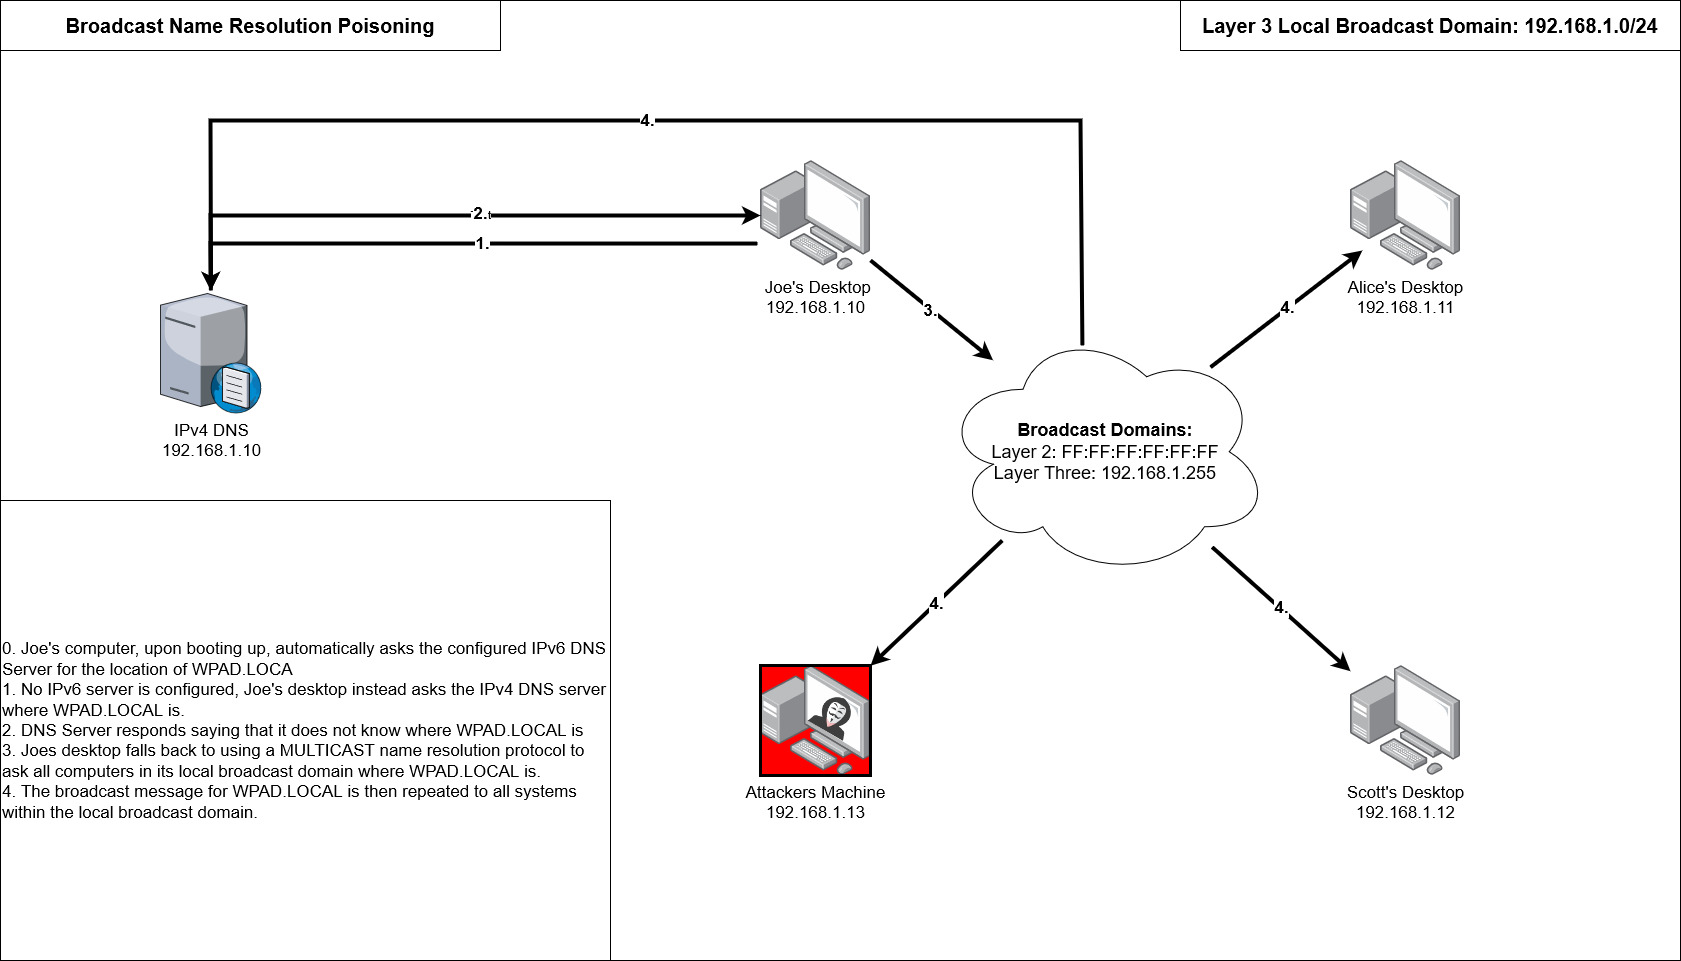 Broadcast Name Resolution Poisoning
Layer 3 Local Broadcast Domain: 192.168.1.0/24
4.
2.t
1.
Joe's Desktop
192.168.1.10
3.
Alice's Desktop
192.168.1.11
4.
IPv4 DNS
192.168.1.10
Broadcast Domains:
Layer 2: FF:FF:FF:FF:FF:FF
Layer Three: 192.168.1.255
4.
4.
0. Joe's computer, upon booting up, automatically asks the configured IPv6 DNS
Server for the location of WPAD.LOCA
1. No IPv6 server is configured, Joe's desktop instead asks the IPv4 DNS server
where WPAD.LOCAL is.
2. DNS Server responds saying that it does not know where WPAD.LOCAL is
3. Joes desktop falls back to using a MULTICAST name resolution protocol to
ask all computers in its local broadcast domain where WPAD.LOCAL is.
4. The broadcast message for WPAD.LOCAL is then repeated to all systems
within the local broadcast domain.
Attackers Machine
192.168.1.13
Scott's Desktop
192.168.1.12